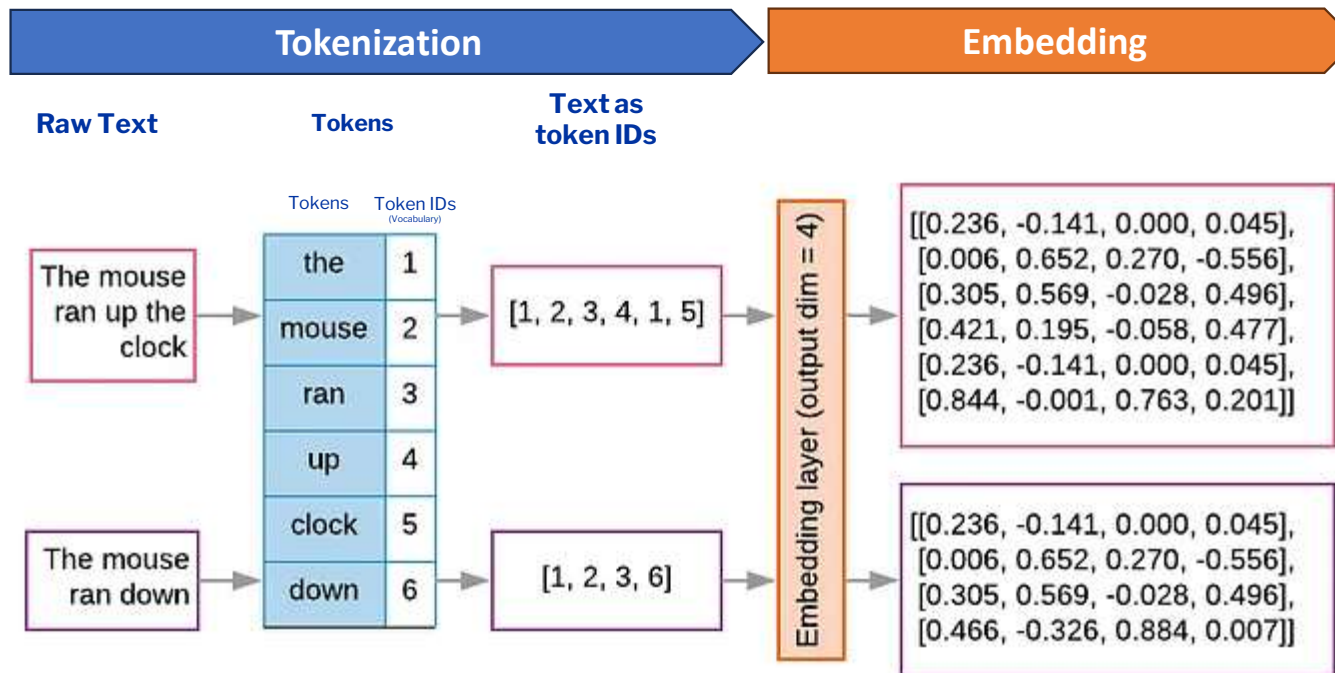 Tokenization
Embedding
Raw Text
Tokens
Text as
token IDs
Tokens
Token IDs
(Vocabulary)
The mouse
ran up the
clock
the
1
mouse
2
ran
3
up
4
clock
5
down
6
[1, 2, 3, 4, 1, 5]
Embedding layer (output dim = 4)
[[0.236, -0.141, 0.000, 0.045],
[0.006, 0.652, 0.270, -0.556],
[0.305, 0.569, -0.028, 0.496],
[0.421, 0.195, -0.058, 0.477],
[0.236, -0.141, 0.000, 0.045],
[0.844, -0.001, 0.763, 0.201]]
The mouse
ran down
[1, 2, 3, 6]
[[0.236, -0.141, 0.000, 0.045],
[0.006, 0.652, 0.270, -0.556],
[0.305, 0.569, -0.028, 0.496],
[0.466, -0.326, 0.884, 0.007]]